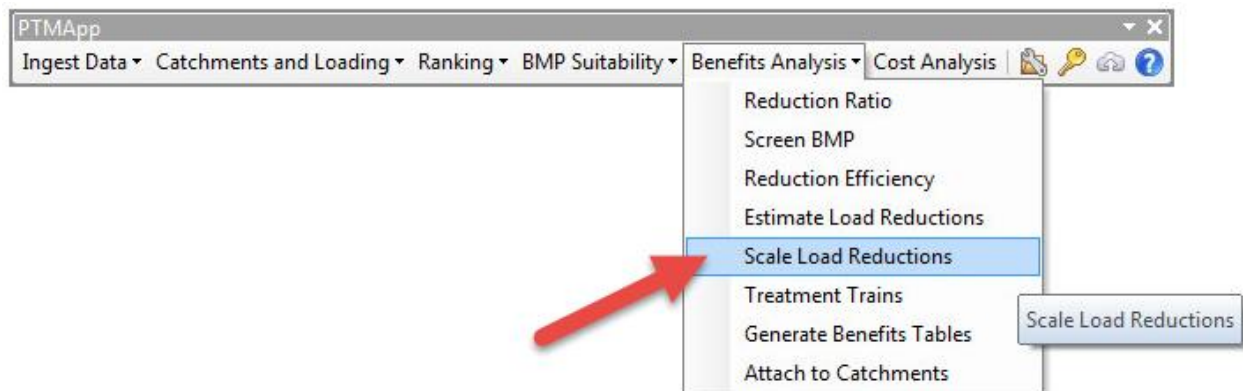 PTMApp
Ingest Data Catchments and Loading Ranking BMP Suitability Benefits Analysis Cost Analysis
Reduction Ratio
Screen BMP
Reduction Efficiency
Estimate Load Reductions
Scale Load Reductions
Treatment Trains
Scale Load Reductions
Generate Benefits Tables
Attach to Catchments